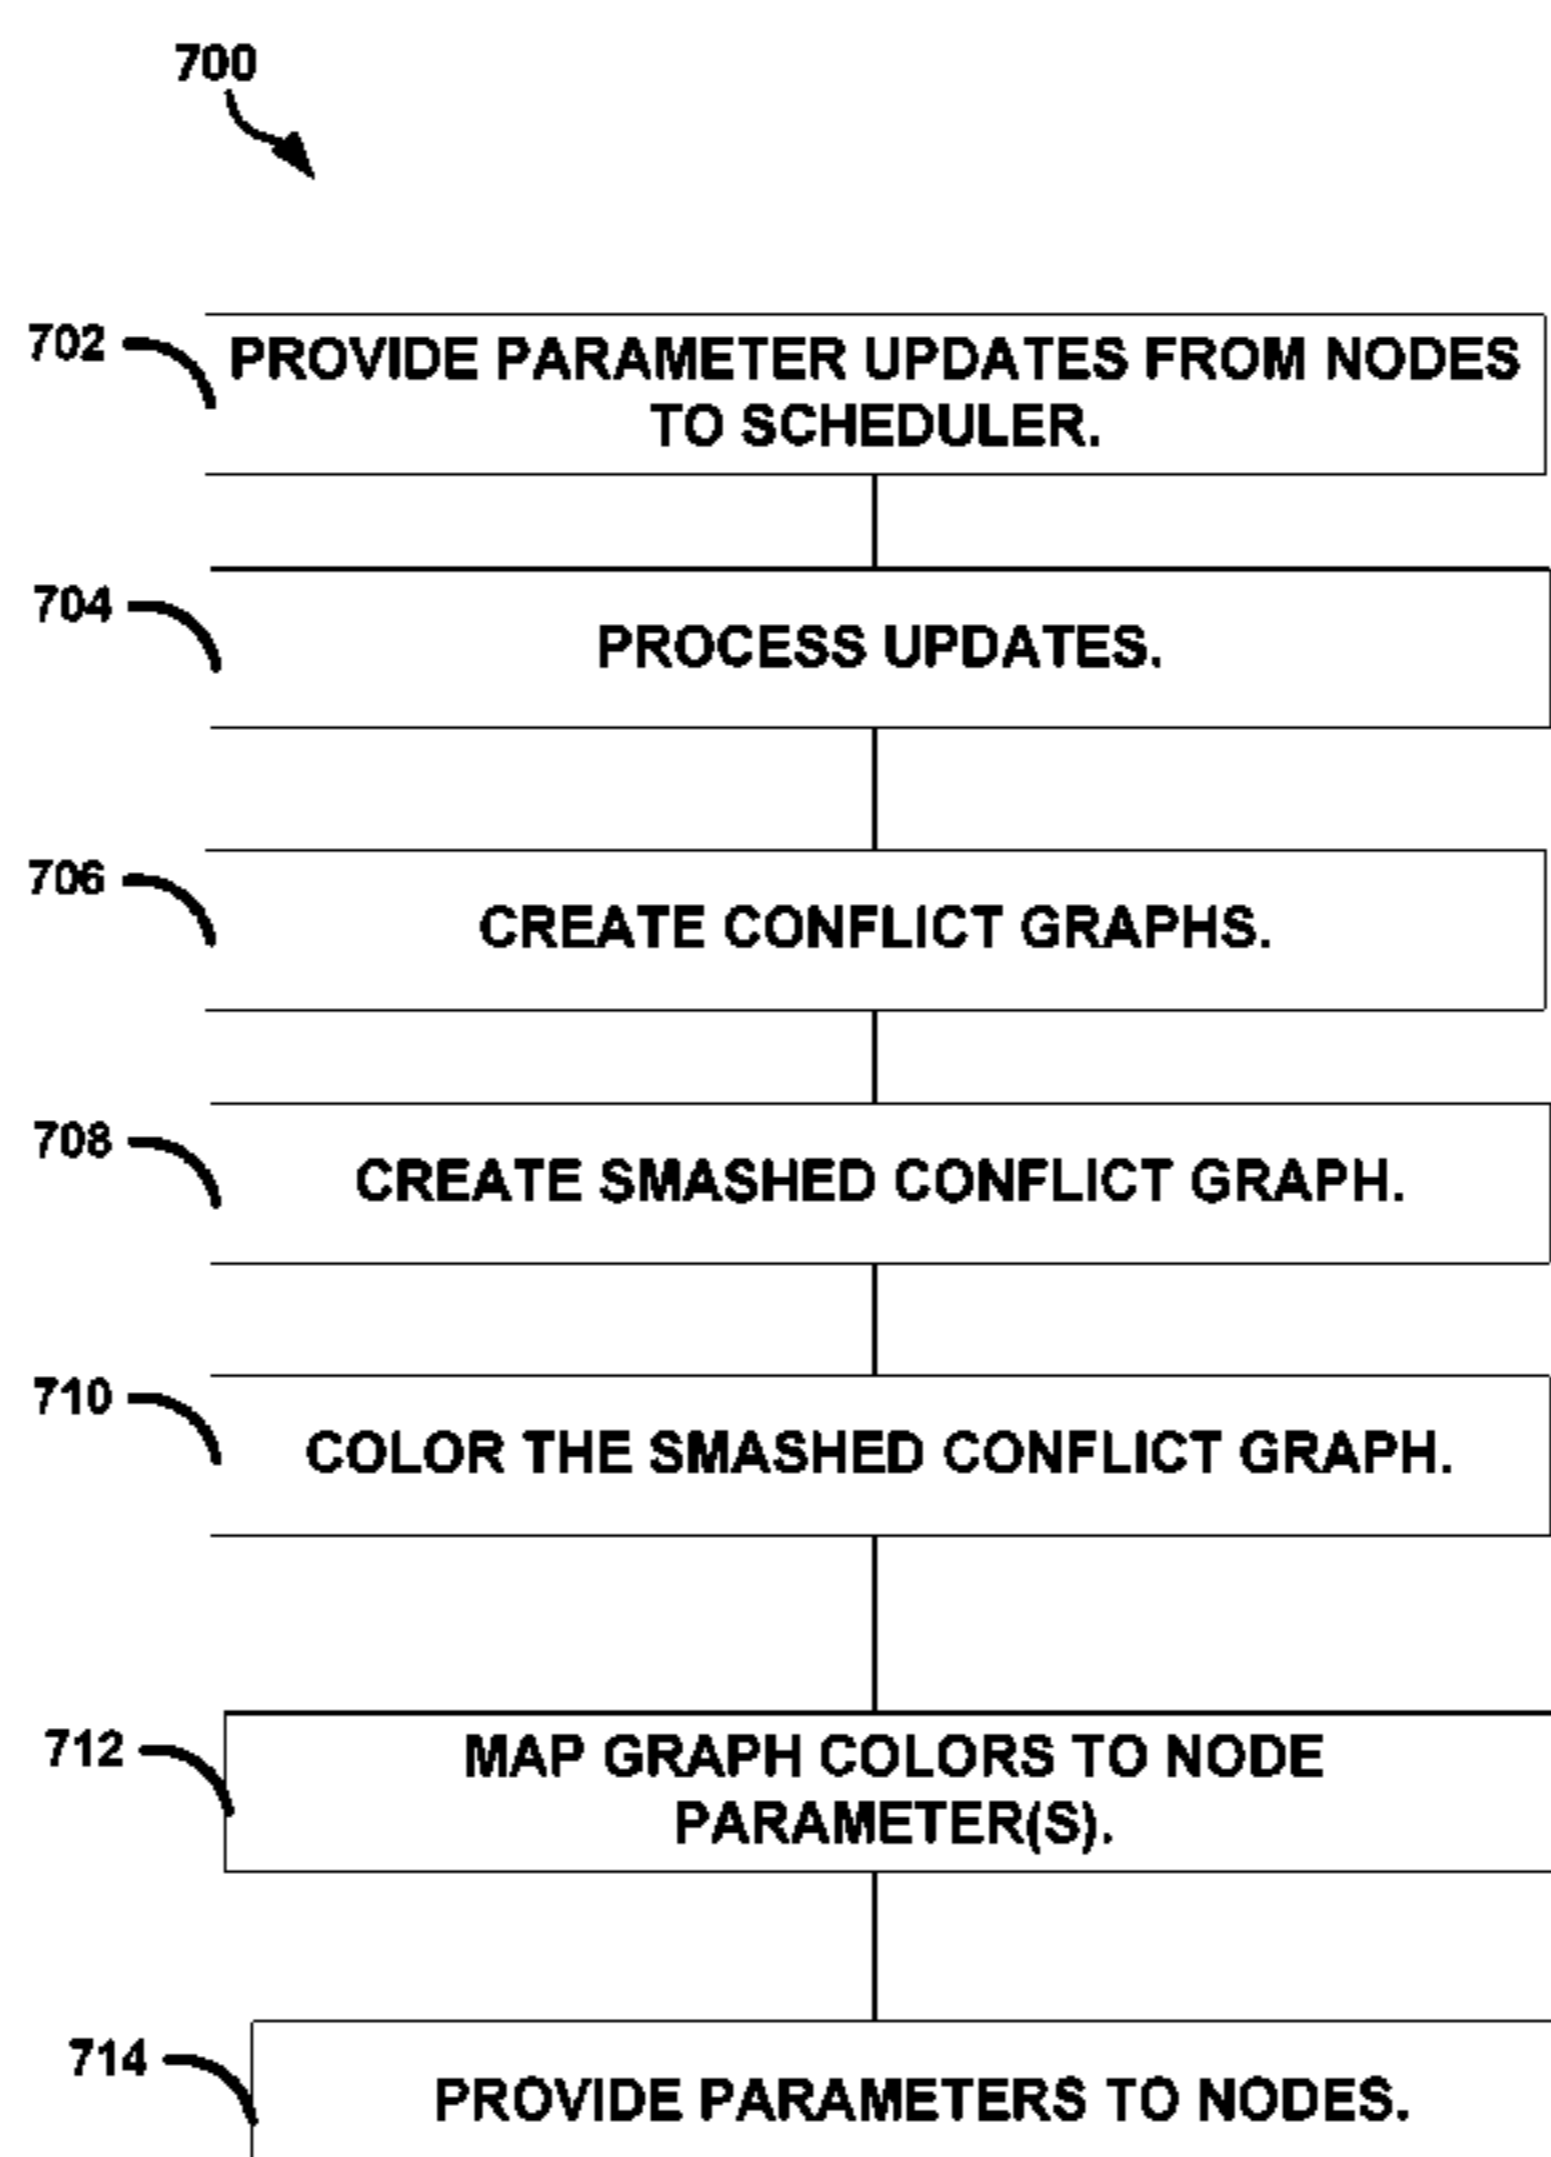 700
702
PROVIDE PARAMETER UPDATES FROM NODES
TO SCHEDULER.
704
PROCESS UPDATES.
706
CREATE CONFLICT GRAPHS.
708
CREATE SMASHED CONFLICT GRAPH.
710
COLOR THE SMASHED CONFLICT GRAPH.
712
MAP GRAPH COLORS TO NODE
PARAMETER(S).
714
PROVIDE PARAMETERS TO NODES.